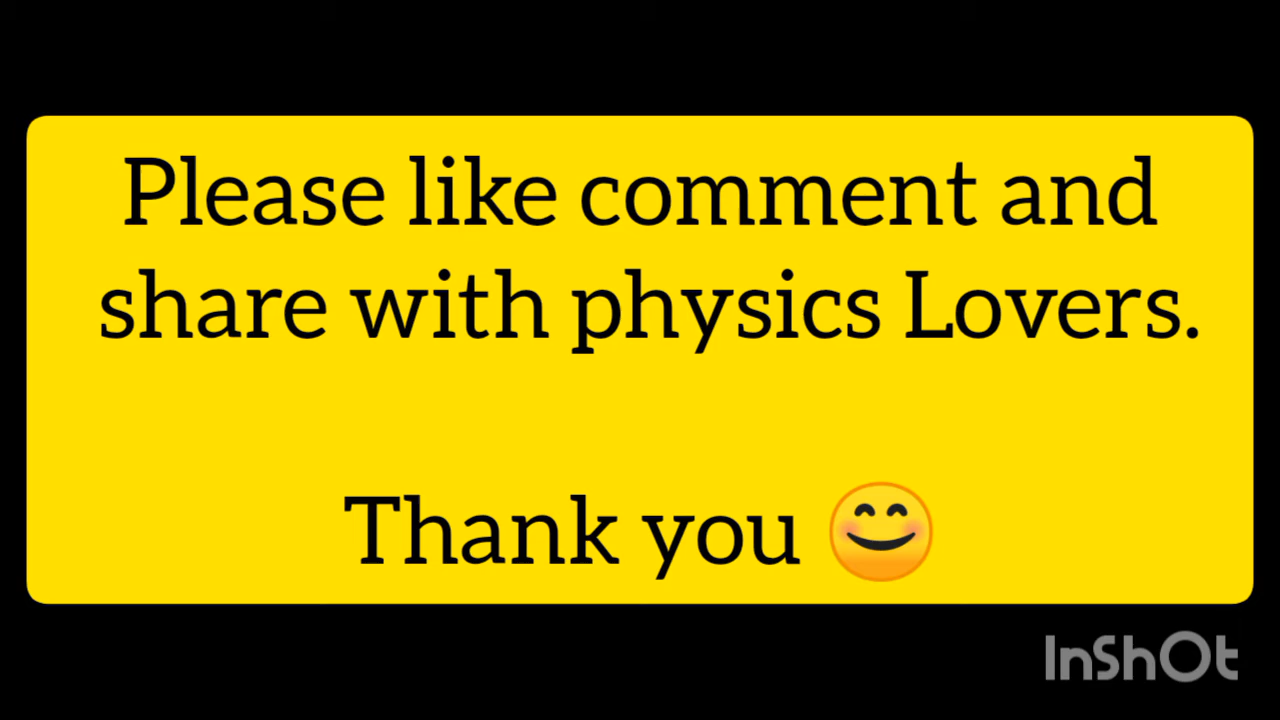 Please like comment and
share with physics Lovers.
Thank you 😊
InShOt